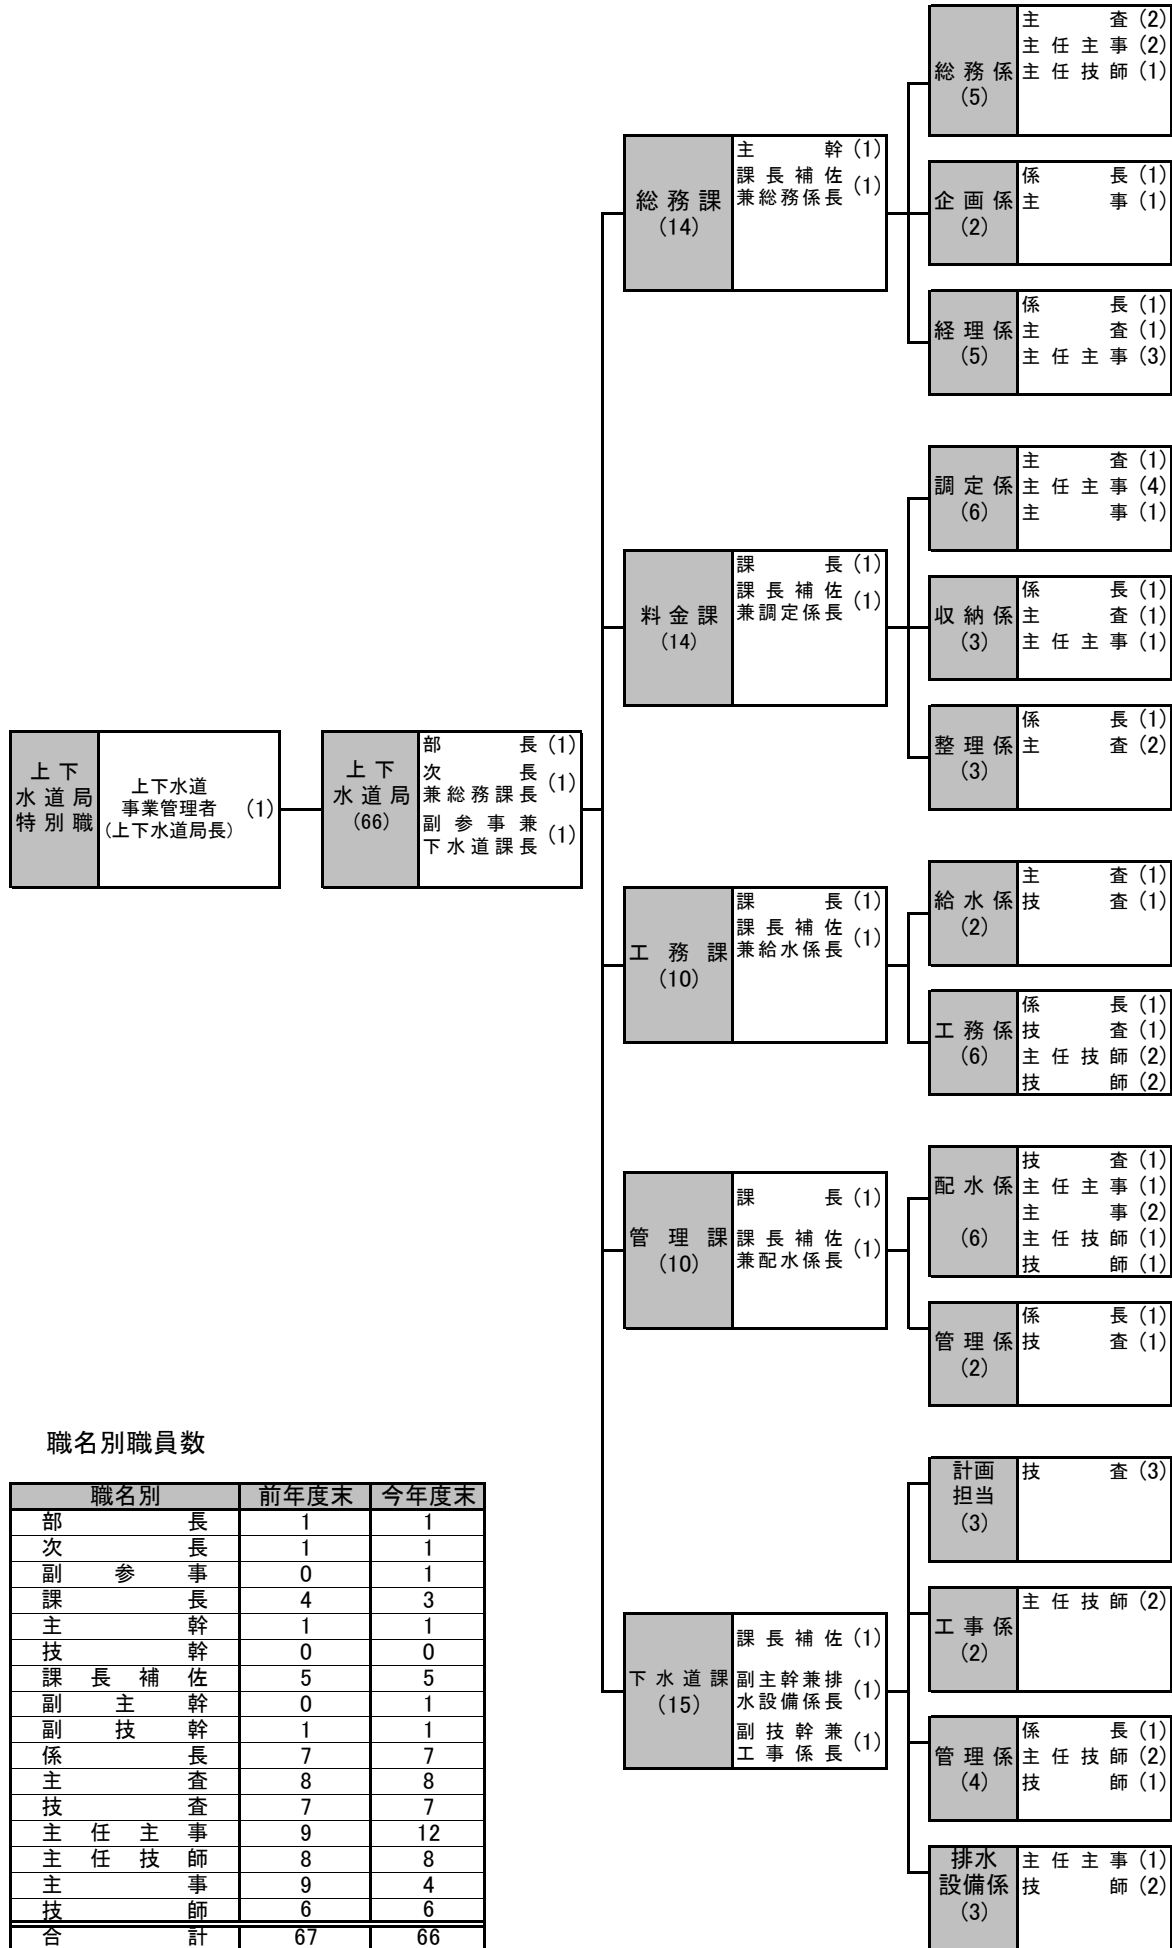 上下
水道局
特別職
上下水道
事業管理者 (1)
(上下水道局長)
上下
水道局
(66)
部長 (1)
次長
兼総務課長 (1)
副参事兼
下水道課長 (1)
総務課
(14)
主幹 (1)
課長補佐
兼総務係長 (1)
総務係
(5)
主査 (2)
主任主事 (2)
主任技師 (1)
企画係
(2)
係長 (1)
主事 (1)
経理係
(5)
係長 (1)
主査 (1)
主任主事 (3)
料金課
(14)
課長 (1)
課長補佐
兼調定係長 (1)
調定係
(6)
主査 (1)
主任主事 (4)
主事 (1)
収納係
(3)
係長 (1)
主査 (1)
主任主事 (1)
整理係
(3)
係長 (1)
主査 (2)
工務課
(10)
課長 (1)
課長補佐
兼給水係長 (1)
給水係
(2)
主査 (1)
技査 (1)
工務係
(6)
係長 (1)
技査 (1)
主任技師 (2)
技師 (2)
管理課
(10)
課長 (1)
課長補佐
兼配水係長 (1)
配水係
(6)
技査 (1)
主任主事 (1)
主事 (2)
主任技師 (1)
技師 (1)
管理係
(2)
係長 (1)
技査 (1)
下水道課
(15)
課長補佐 (1)
副主幹兼排
水設備係長 (1)
副技幹兼
工事係長 (1)
計画
担当
(3)
技査 (3)
工事係
(2)
主任技師 (2)
管理係
(4)
係長 (1)
主任技師 (2)
技師 (1)
排水
設備係
(3)
主任主事 (1)
技師 (2)
職名別職員数
職名別 前年度末 今年度末
部長 1 1
次長 1 1
副参事 0 1
課長 4 3
主幹 1 1
技幹 0 0
課長補佐 5 5
副主幹 0 1
副技幹 1 1
係長 7 7
主査 8 8
技査 7 7
主任主事 9 12
主任技師 8 8
主事 9 4
技師 6 6
合計 67 66